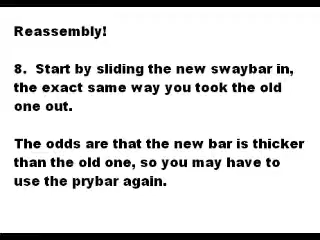 Reassembly!
8. Start by sliding the new swaybar in,
the exact same way you took the old
one out.
The odds are that the new bar is thicker
than the old one, so you may have to
use the prybar again.